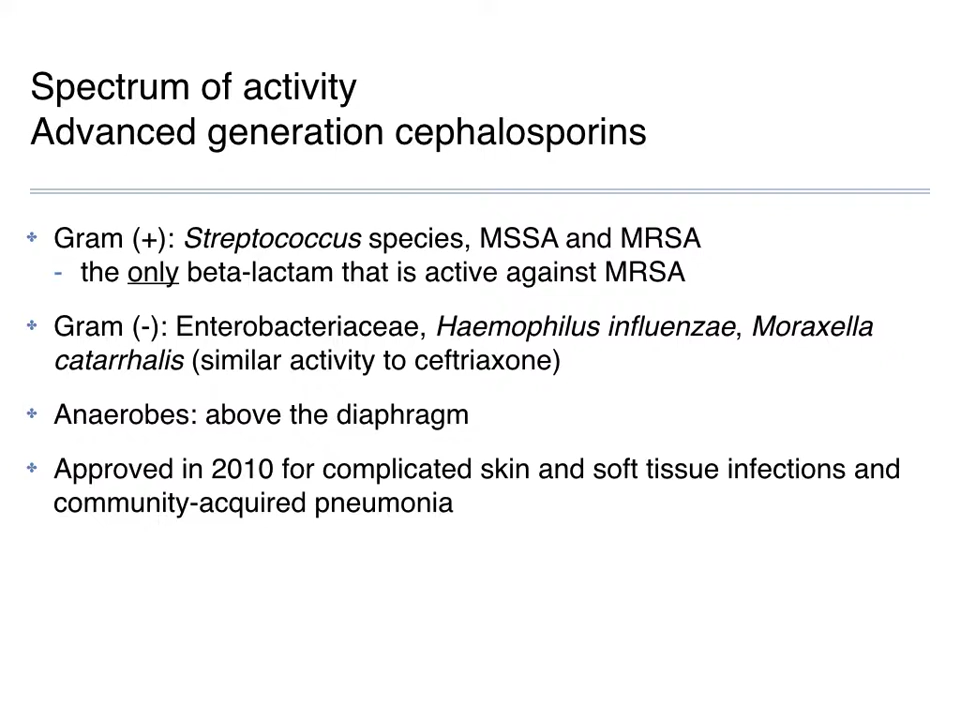 Spectrum of activity
Advanced generation cephalosporins
Gram (+): Streptococcus species, MSSA and MRSA
- the only beta-lactam that is active against MRSA
Gram (-): Enterobacteriaceae, Haemophilus influenzae, Moraxella
catarrhalis (similar activity to ceftriaxone)
Anaerobes: above the diaphragm
Approved in 2010 for complicated skin and soft tissue infections and
community-acquired pneumonia